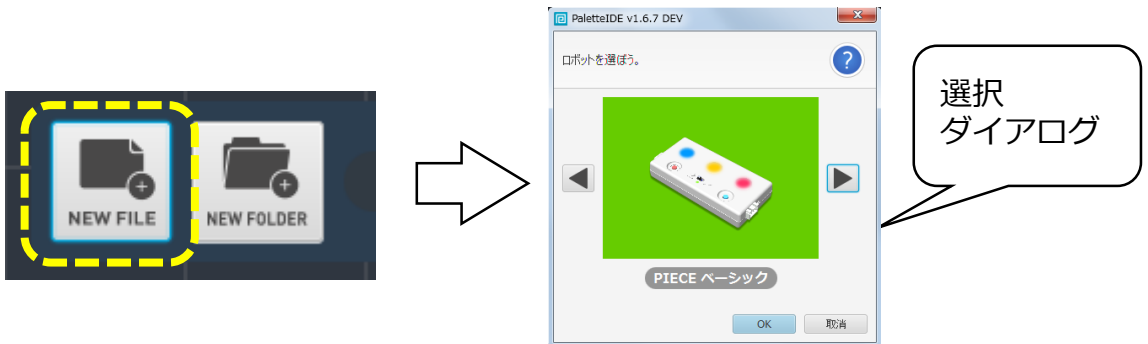 NEW FILE
NEW FOLDER
PaletteIDE v1.6.7 DEV
ロボットを選ぼう。
?
PIECE ベーシック
OK
取消
選択
ダイアログ